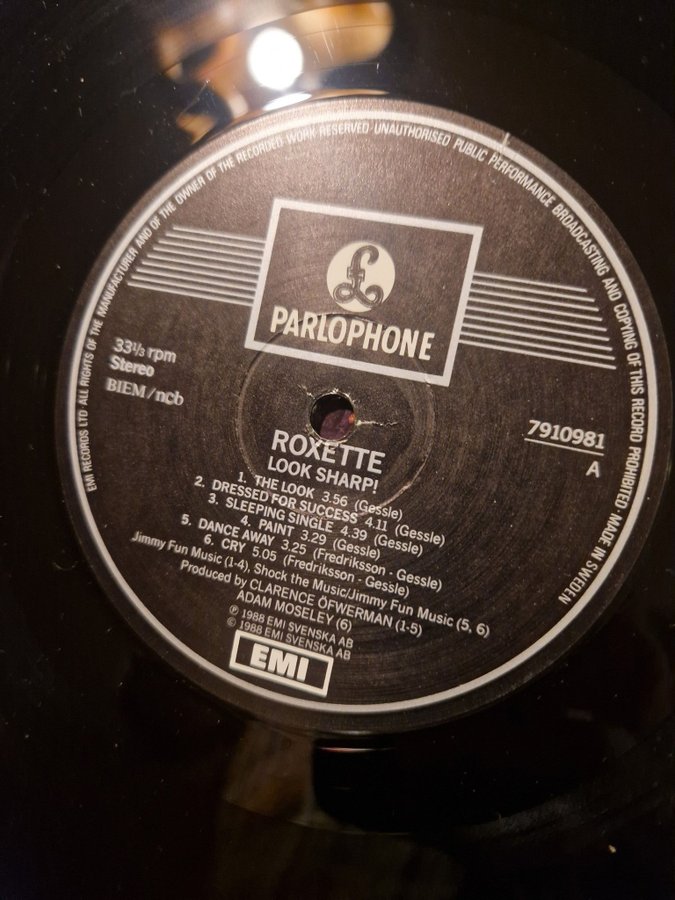 EMI RECORDS LTD ALL RIGHTS OF THE MANUFACTURER AND OF THE OWNER OF THE RECORDED WORK RESERVED·UNAUTHORISED PUBLIC PERFORMANCE BROADCASTING AND COPYING OF THIS RECORD PROHIBITED MADE IN SWEDEN
£
PARLOPHONE
33⅓ rpm
Stereo
BIEM/ncb
7910981
A
ROXETTE
LOOK SHARP!
1. THE LOOK 3.56 (Gessle)
2. DRESSED FOR SUCCESS 4.11 (Gessle)
3. SLEEPING SINGLE 4.39 (Gessle)
4. PAINT 3.29 (Gessle)
5. DANCE AWAY 3.25 (Fredriksson - Gessle)
6. CRY 5.05 (Fredriksson - Gessle)
Jimmy Fun Music (1-4), Shock the Music/Jimmy Fun Music (5, 6)
Produced by CLARENCE ÖFWERMAN (1-5)
ADAM MOSELEY (6)
℗ 1988 EMI SVENSKA AB
© 1988 EMI SVENSKA AB
EMI